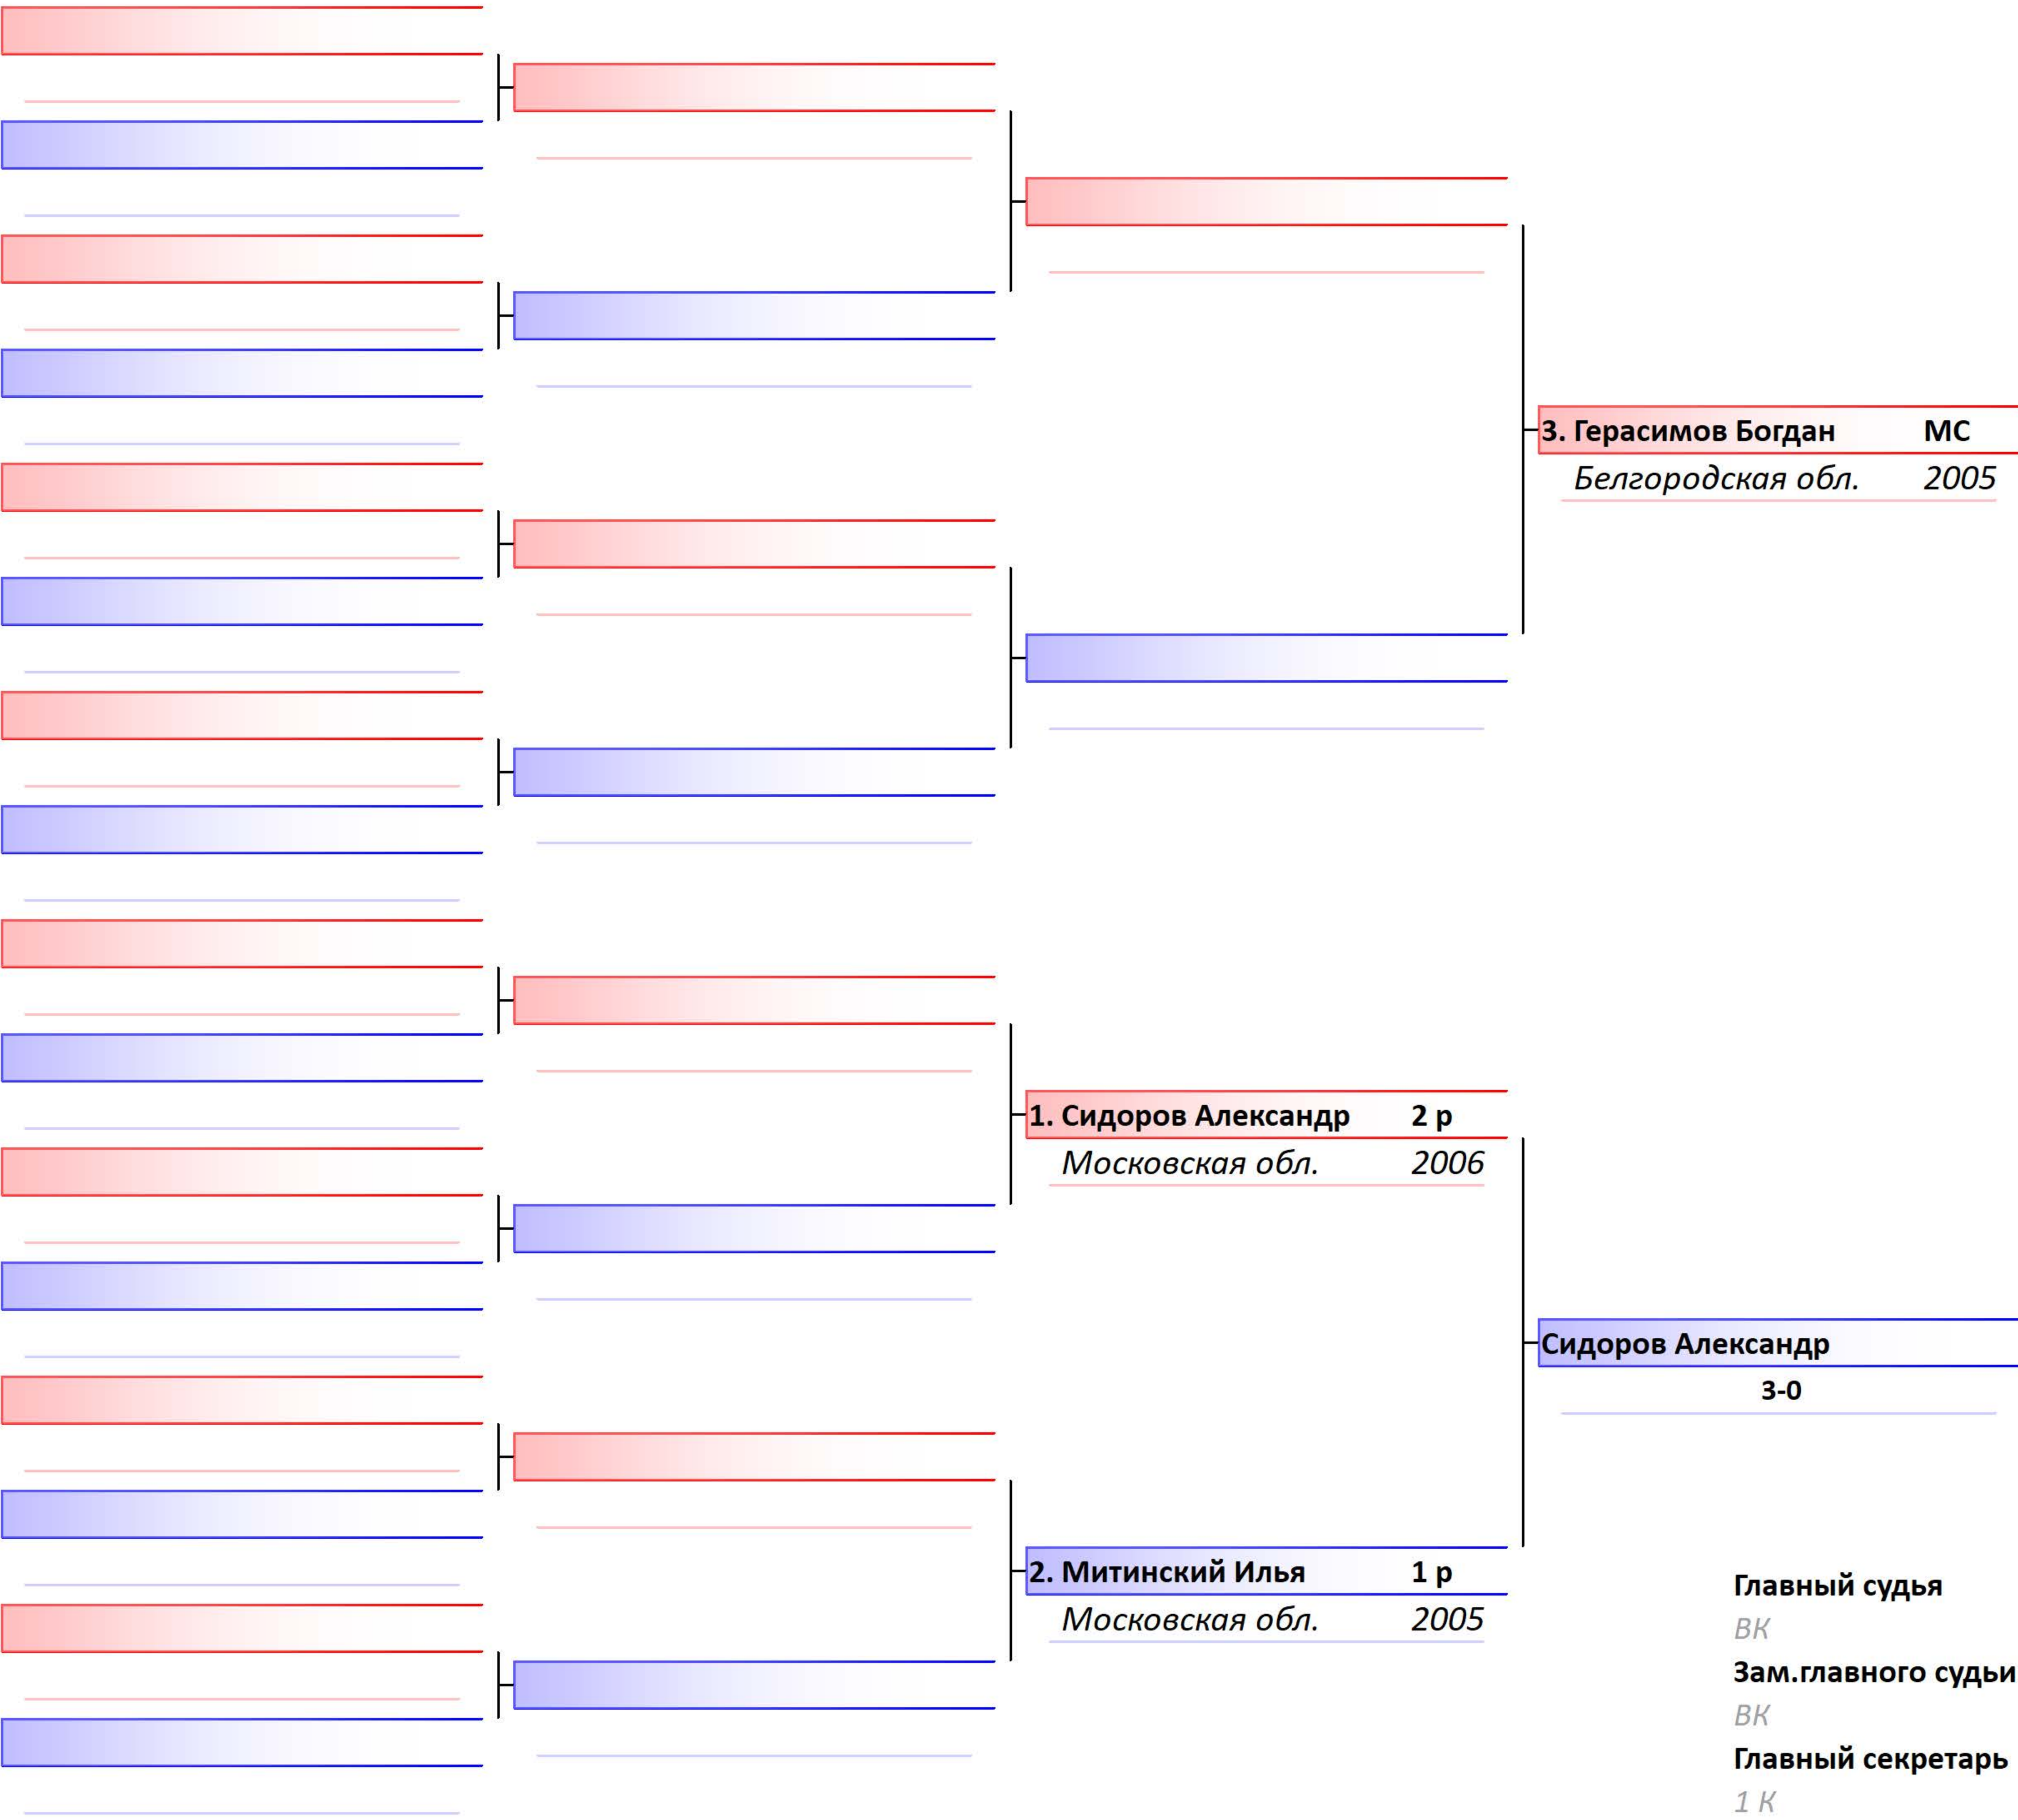 3. Герасимов Богдан МС
Белгородская обл. 2005
1. Сидоров Александр 2 р
Московская обл. 2006
Сидоров Александр
3-0
2. Митинский Илья 1 р
Московская обл. 2005
Главный судья
ВК
Зам.главного судьи
ВК
Главный секретарь
1 К